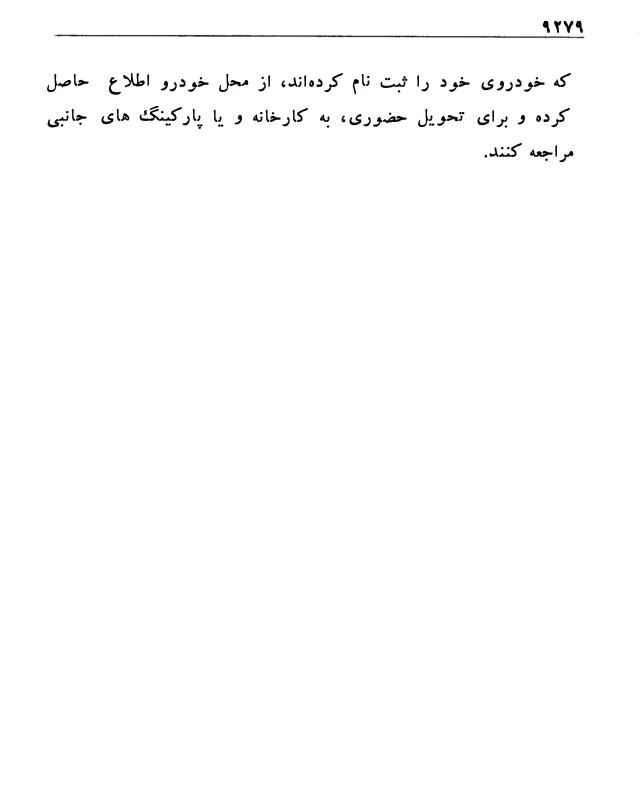 ۹۲۷۹
که خودروی خود را ثبت نام کرده‌اند، از محل خودرو اطلاع حاصل
کرده و برای تحویل حضوری، به کارخانه و یا پارکینگ های جانبی
مراجعه کنند.